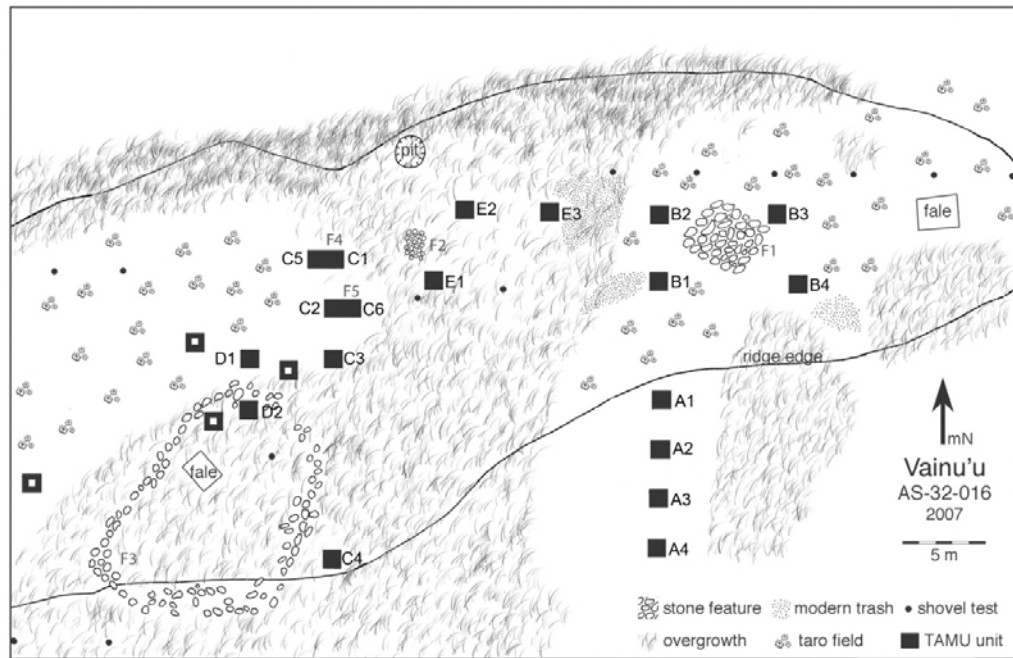 pit
E2
E3
B2
B3
fale
F4
F2
F1
C5
C1
E1
B1
B4
F5
C2
C6
D1
C3
ridge edge
D2
A1
fale
A2
A3
F3
C4
A4
mN
Vainu'u
AS-32-016
2007
5 m
stone feature
modern trash
shovel test
overgrowth
taro field
TAMU unit